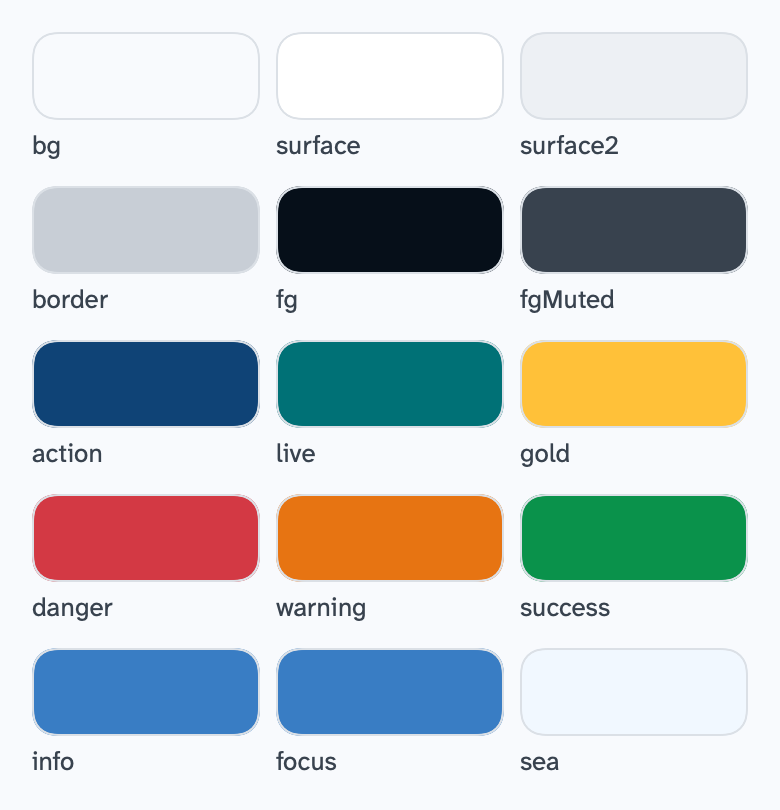 bg surface surface2
border fg fgMuted
action live gold
danger warning success
info focus sea